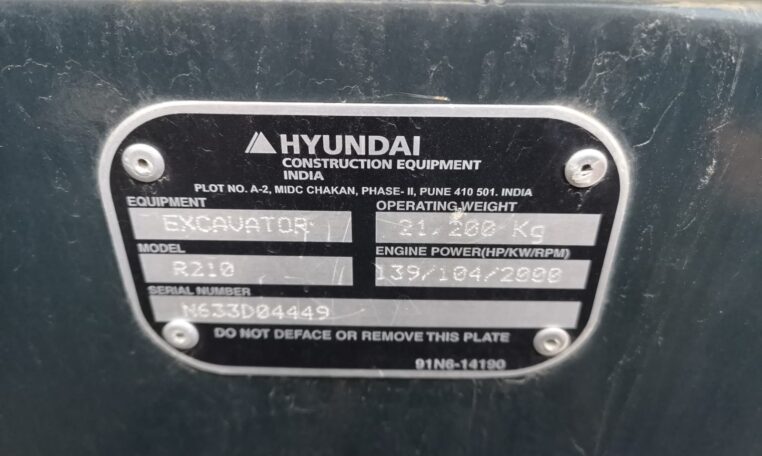 HYUNDAI
CONSTRUCTION EQUIPMENT
INDIA
PLOT NO. A-2, MIDC CHAKAN, PHASE- II, PUNE 410 501. INDIA
EQUIPMENT
EXCAVATOR
OPERATING WEIGHT
21,200 Kg
MODEL
R210
ENGINE POWER(HP/KW/RPM)
139/104/2000
SERIAL NUMBER
N633D04449
DO NOT DEFACE OR REMOVE THIS PLATE
91N6-14190